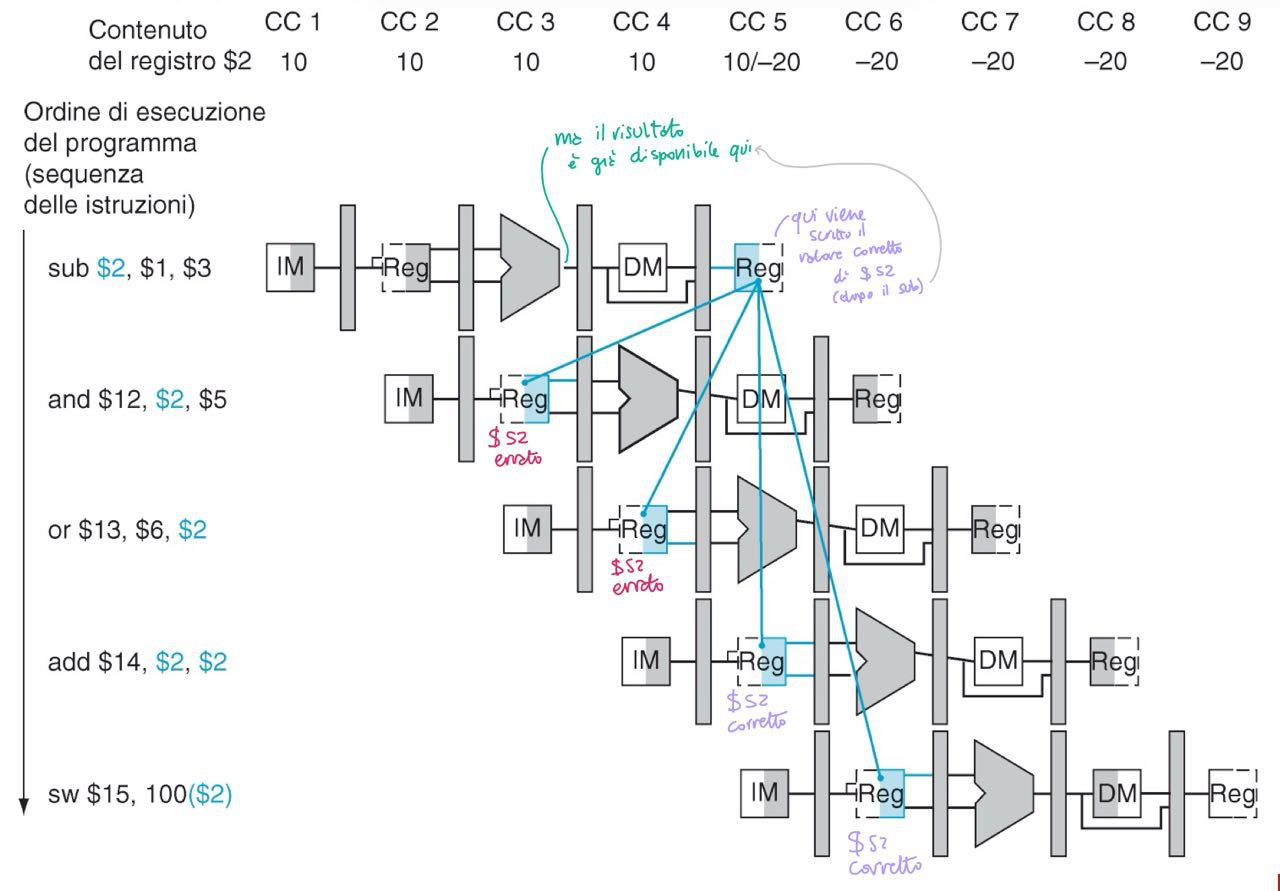 Contenuto
del registro $2
CC 1 CC 2 CC 3 CC 4 CC 5 CC 6 CC 7 CC 8 CC 9
10 10 10 10 10/–20 –20 –20 –20 –20
Ordine di esecuzione
del programma
(sequenza
delle istruzioni)
ma il risultato
è già disponibile qui
qui viene
scritto il
valore corretto
di $S2
(dopo il sub)
sub $2, $1, $3
IM Reg DM Reg
and $12, $2, $5
IM Reg DM Reg
$S2
errato
or $13, $6, $2
IM Reg DM Reg
$S2
errato
add $14, $2, $2
IM Reg DM Reg
$S2
corretto
sw $15, 100($2)
IM Reg DM Reg
$S2
corretto